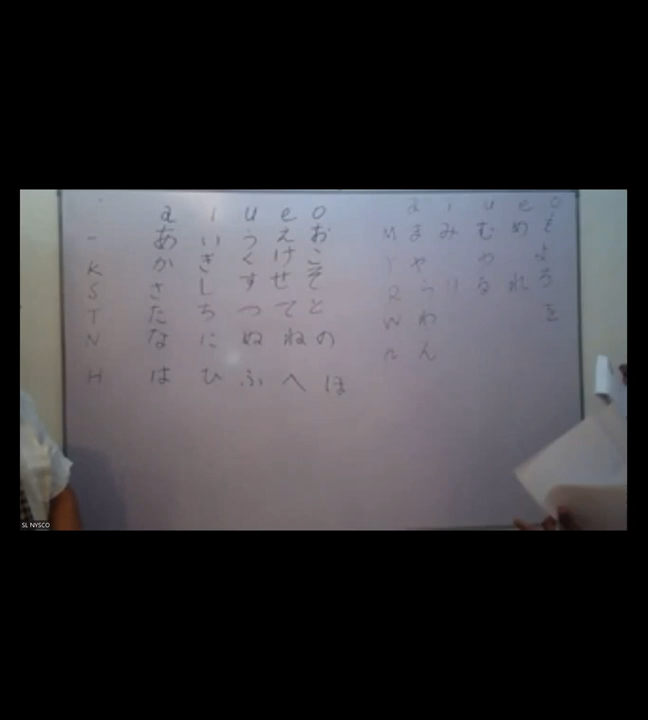 a i u e o
- あ い う え お
K か き く け こ
S さ し す せ そ
T た ち つ て と
N な に ぬ ね の
H は ひ ふ へ ほ
a i u e o
M ま み む め も
Y や ゆ よ
R ら り る れ ろ
W わ を
n ん
SL NYSCO